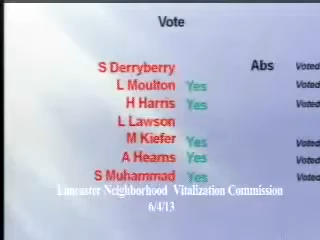 Vote
S Derryberry Abs Voted
L Moulton Yes Voted
H Harris Yes Voted
L Lawson
M Kiefer Yes Voted
A Hearns Yes Voted
S Muhammad Yes Voted
Lancaster Neighborhood Vitalization Commission
6/4/13